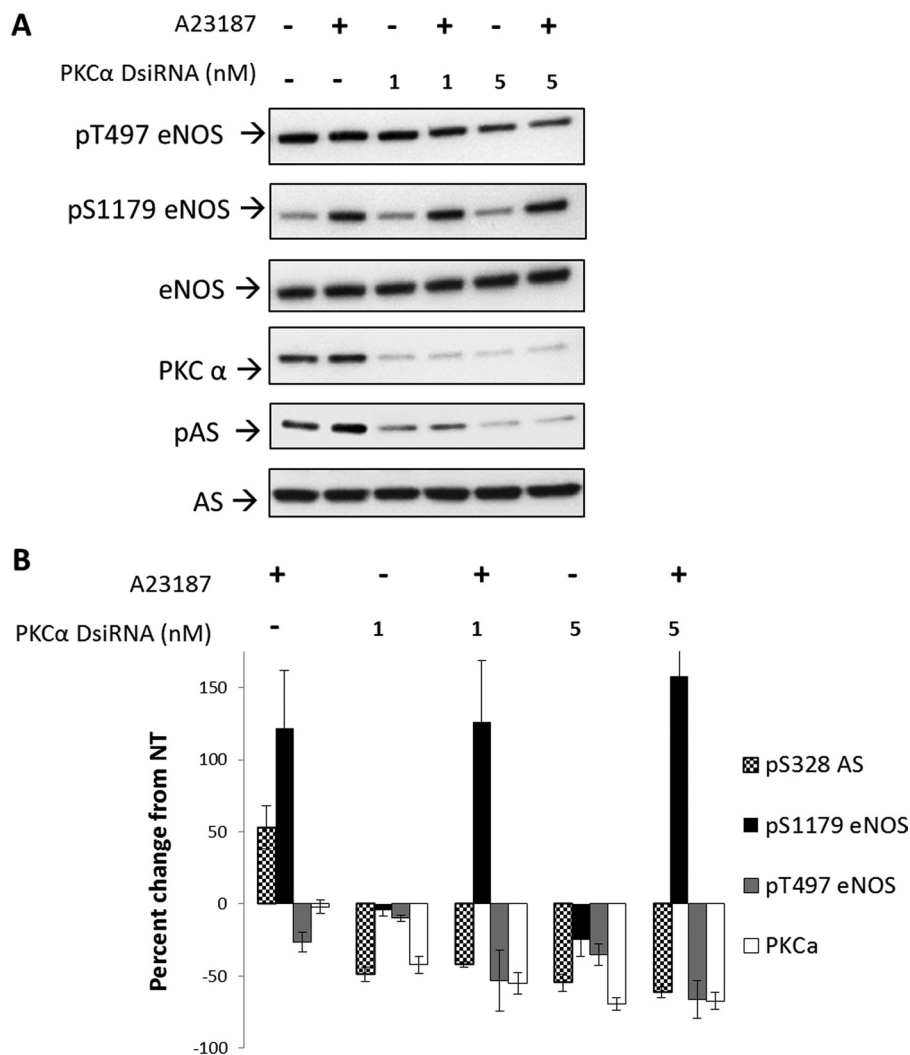 A
A23187 - + - + - +
PKCα DsiRNA (nM) - - 1 1 5 5
pT497 eNOS →
pS1179 eNOS →
eNOS →
PKC α →
pAS →
AS →
B
A23187 + - + - +
PKCα DsiRNA (nM) - 1 1 5 5
Percent change from NT
150
100
50
0
-50
-100
pS328 AS
pS1179 eNOS
pT497 eNOS
PKCa